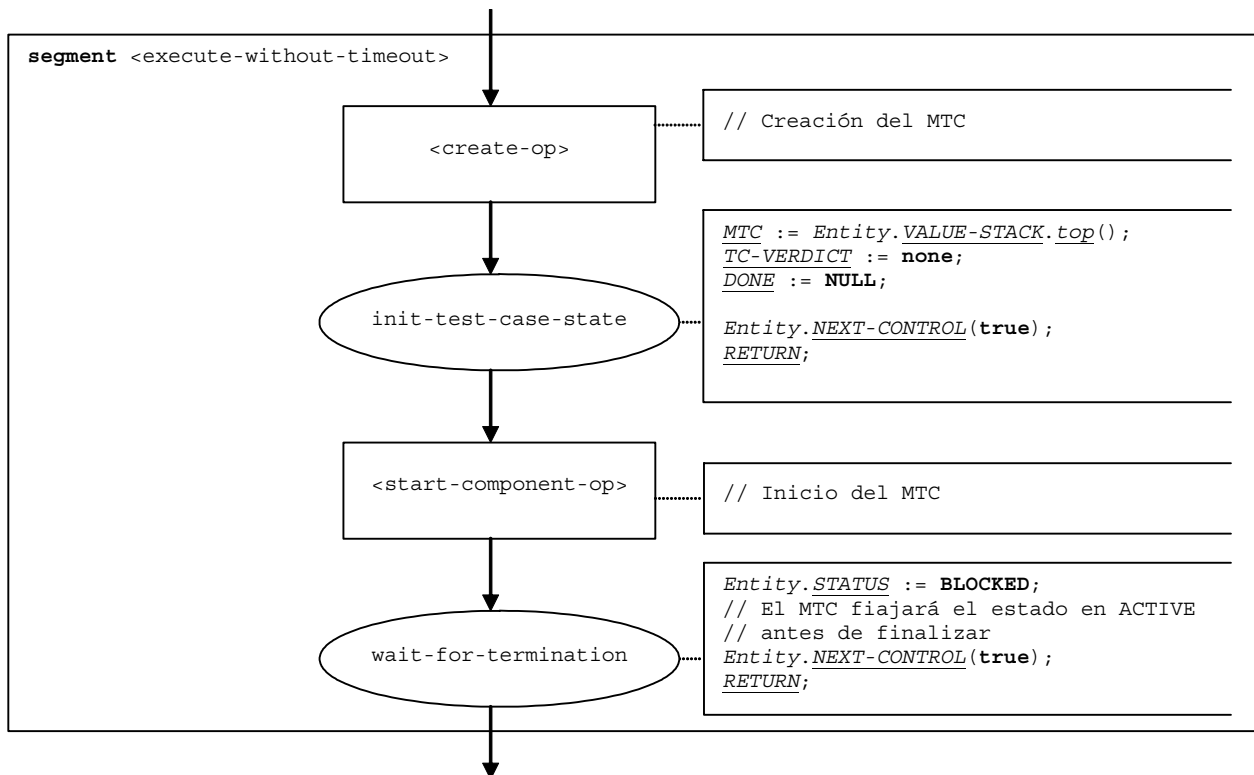 segment <execute-without-timeout>
<create-op>
// Creación del MTC
init-test-case-state
MTC := Entity.VALUE-STACK.top();
TC-VERDICT := none;
DONE := NULL;
Entity.NEXT-CONTROL(true);
RETURN;
<start-component-op>
// Inicio del MTC
wait-for-termination
Entity.STATUS := BLOCKED;
// El MTC fiajará el estado en ACTIVE
// antes de finalizar
Entity.NEXT-CONTROL(true);
RETURN;